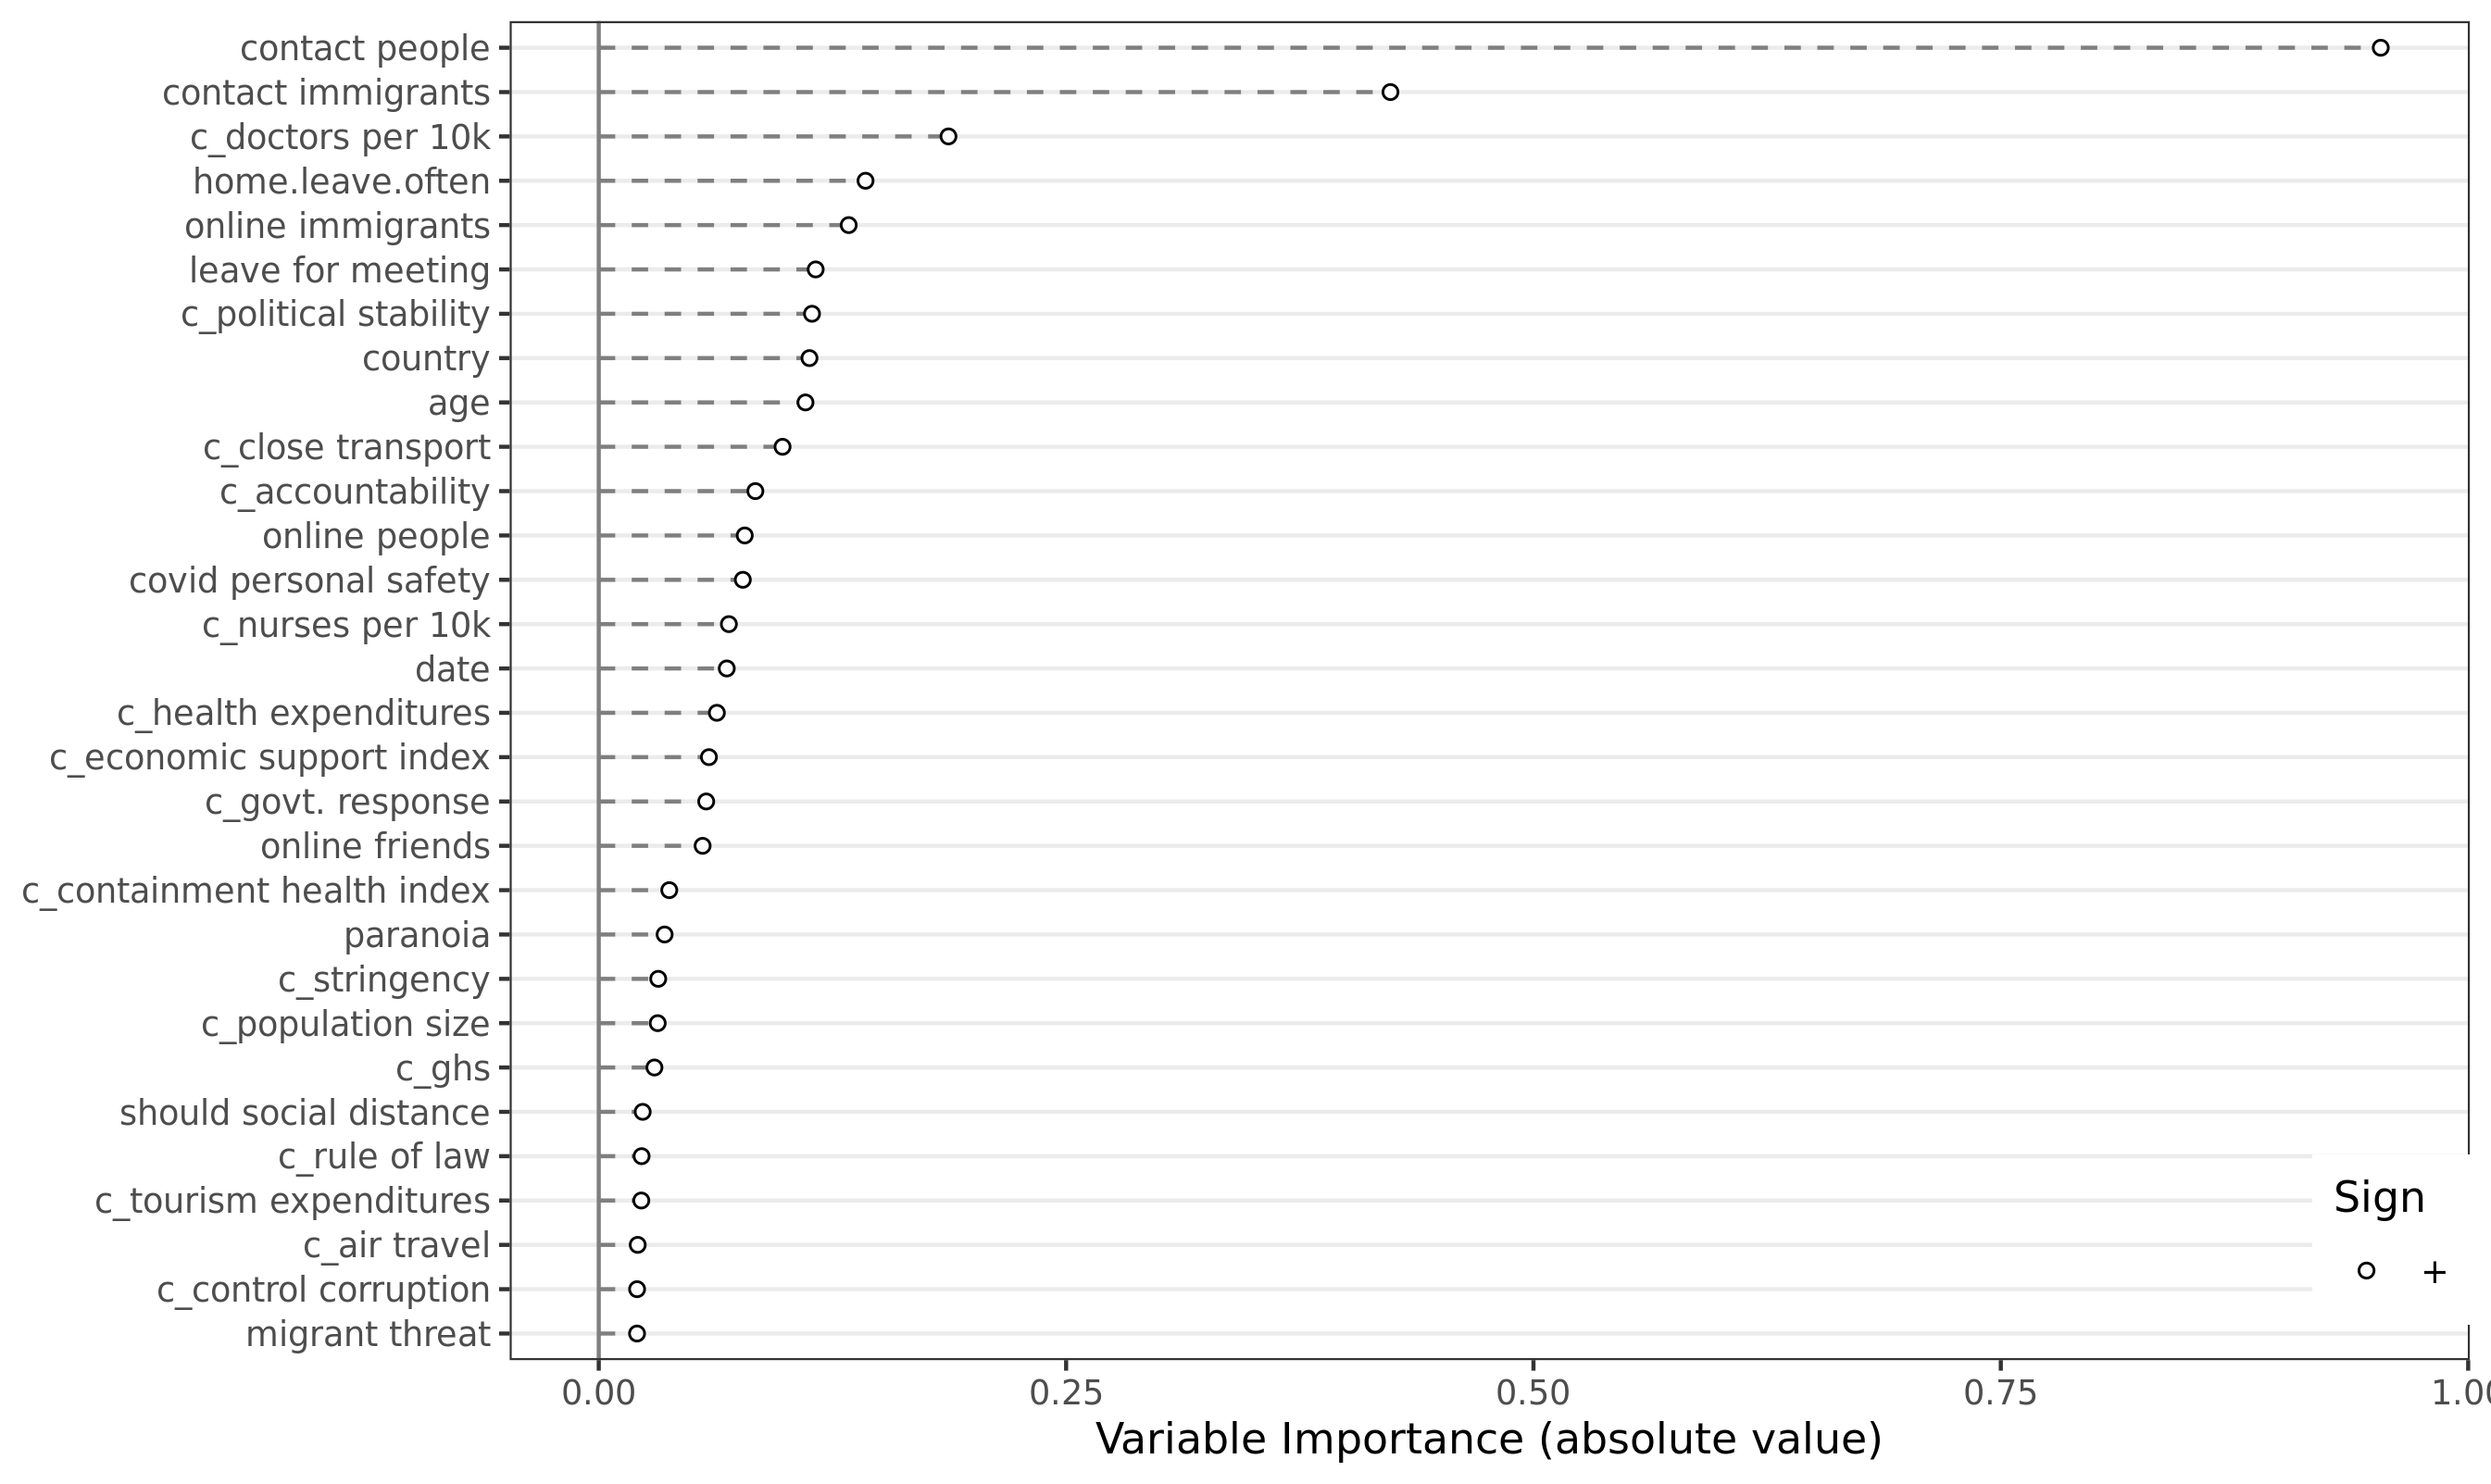 contact people
contact immigrants
c_doctors per 10k
home.leave.often
online immigrants
leave for meeting
c_political stability
country
age
c_close transport
c_accountability
online people
covid personal safety
c_nurses per 10k
date
c_health expenditures
c_economic support index
c_govt. response
online friends
c_containment health index
paranoia
c_stringency
c_population size
c_ghs
should social distance
c_rule of law
c_tourism expenditures
c_air travel
c_control corruption
migrant threat
Sign
+
0.00 0.25 0.50 0.75 1.00
Variable Importance (absolute value)